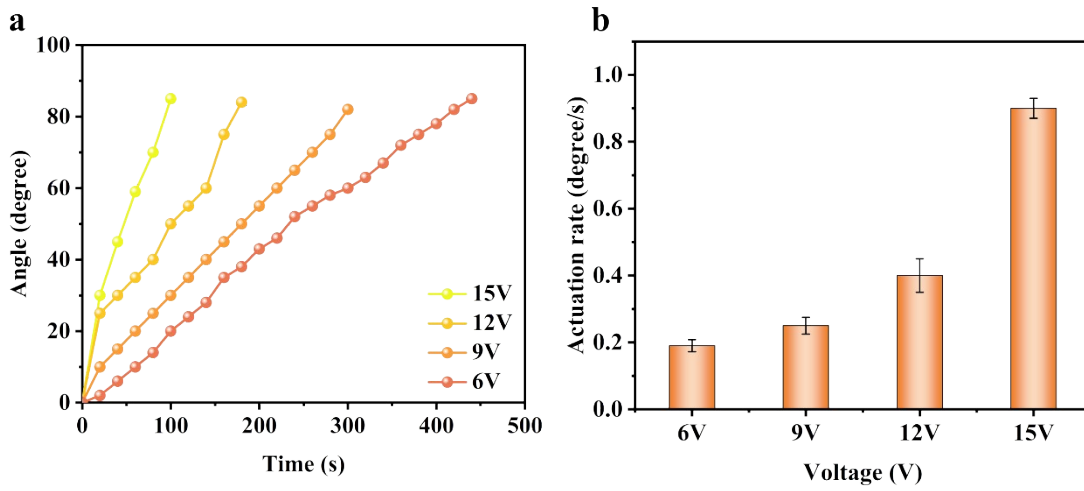 a
100
80
60
40
20
0
Angle (degree)
0 100 200 300 400 500
Time (s)
15V
12V
9V
6V
b
1.0
0.8
0.6
0.4
0.2
0.0
Actuation rate (degree/s)
6V 9V 12V 15V
Voltage (V)